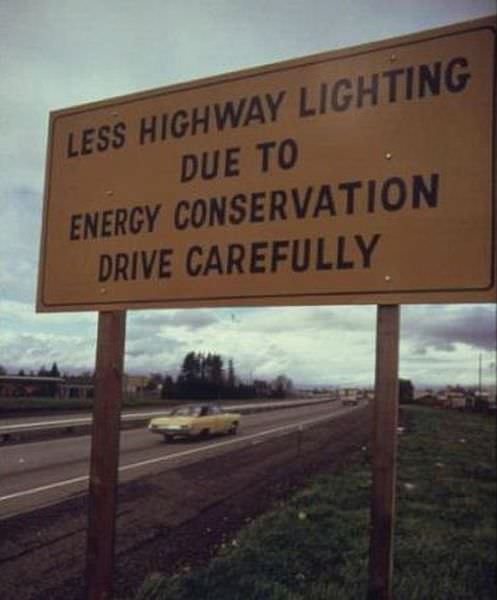 LESS HIGHWAY LIGHTING
DUE TO
ENERGY CONSERVATION
DRIVE CAREFULLY